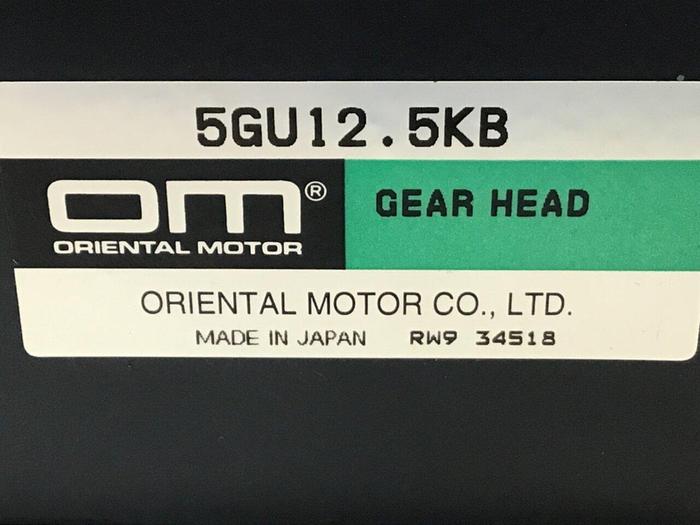 5GU12.5KB
OM®
ORIENTAL MOTOR
GEAR HEAD
ORIENTAL MOTOR CO., LTD.
MADE IN JAPAN RW9 34518